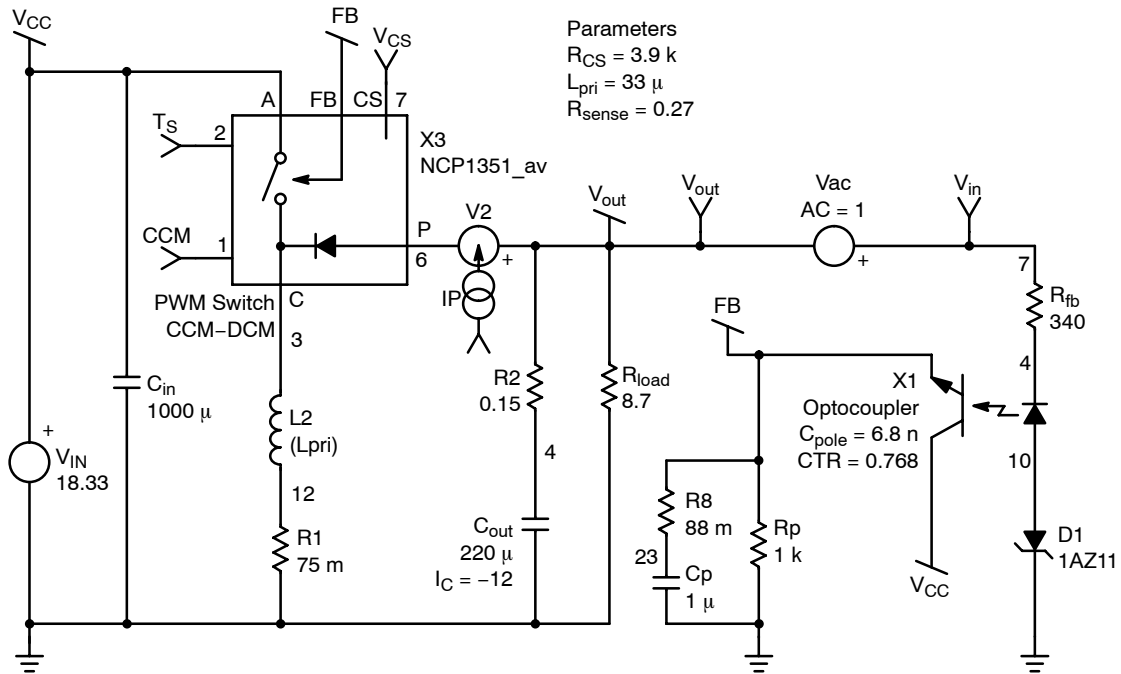 VCC
FB
VCS
Parameters
RCS = 3.9 k
Lpri = 33 μ
Rsense = 0.27
A
FB
CS
7
TS
2
X3
NCP1351_av
CCM
1
P
6
V2
+
IP
Vout
Vout
Vac
AC = 1
+
Vin
7
Rfb
340
PWM Switch
CCM−DCM
C
3
FB
4
X1
Optocoupler
Cpole = 6.8 n
CTR = 0.768
10
Cin
1000 μ
L2
(Lpri)
R2
0.15
Rload
8.7
+
VIN
18.33
12
4
R1
75 m
Cout
220 μ
IC = −12
R8
88 m
23
Cp
1 μ
Rp
1 k
VCC
D1
1AZ11